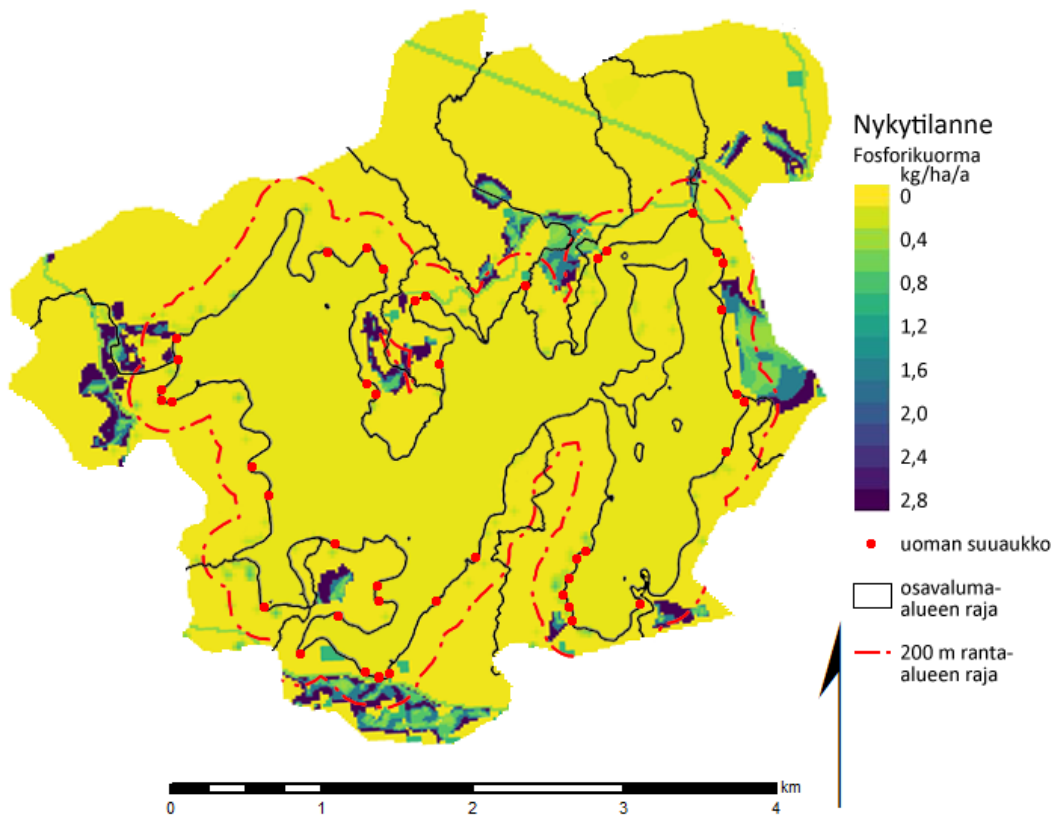 Nykytilanne
Fosforikuorma
kg/ha/a
0
0,4
0,8
1,2
1,6
2,0
2,4
2,8
uoman suuaukko
osavaluma-
alueen raja
200 m ranta-
alueen raja
km
0 1 2 3 4